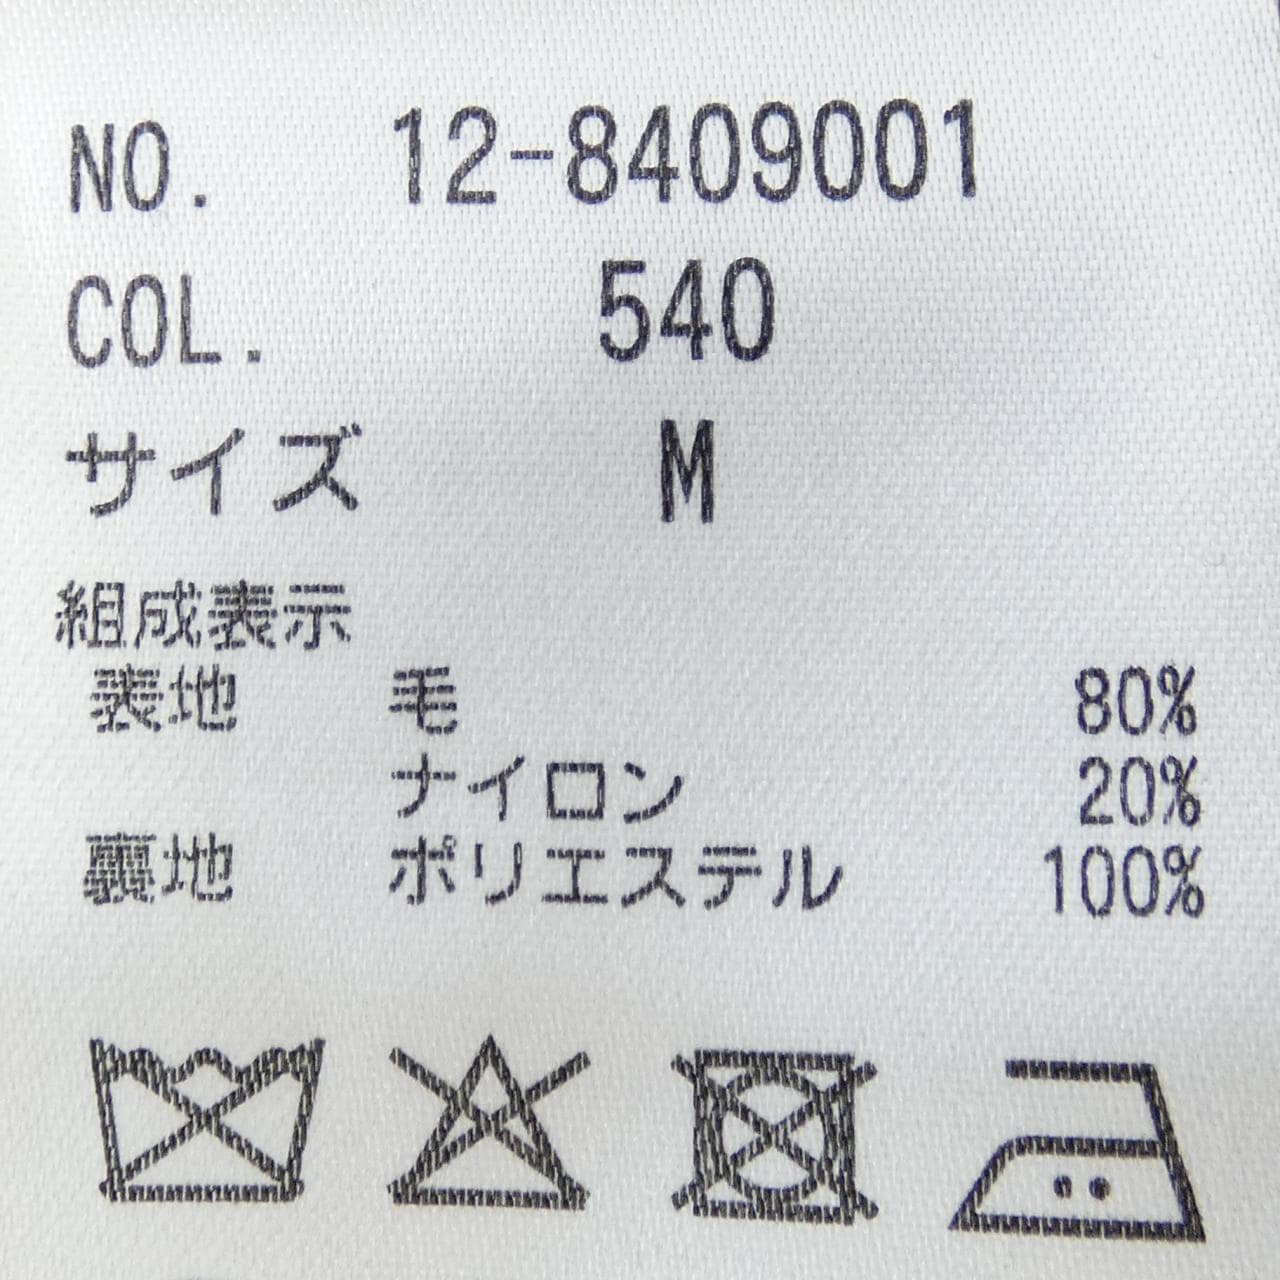 NO. 12-8409001
COL. 540
サイズ M
組成表示
表地 毛 80%
ナイロン 20%
裏地 ポリエステル 100%